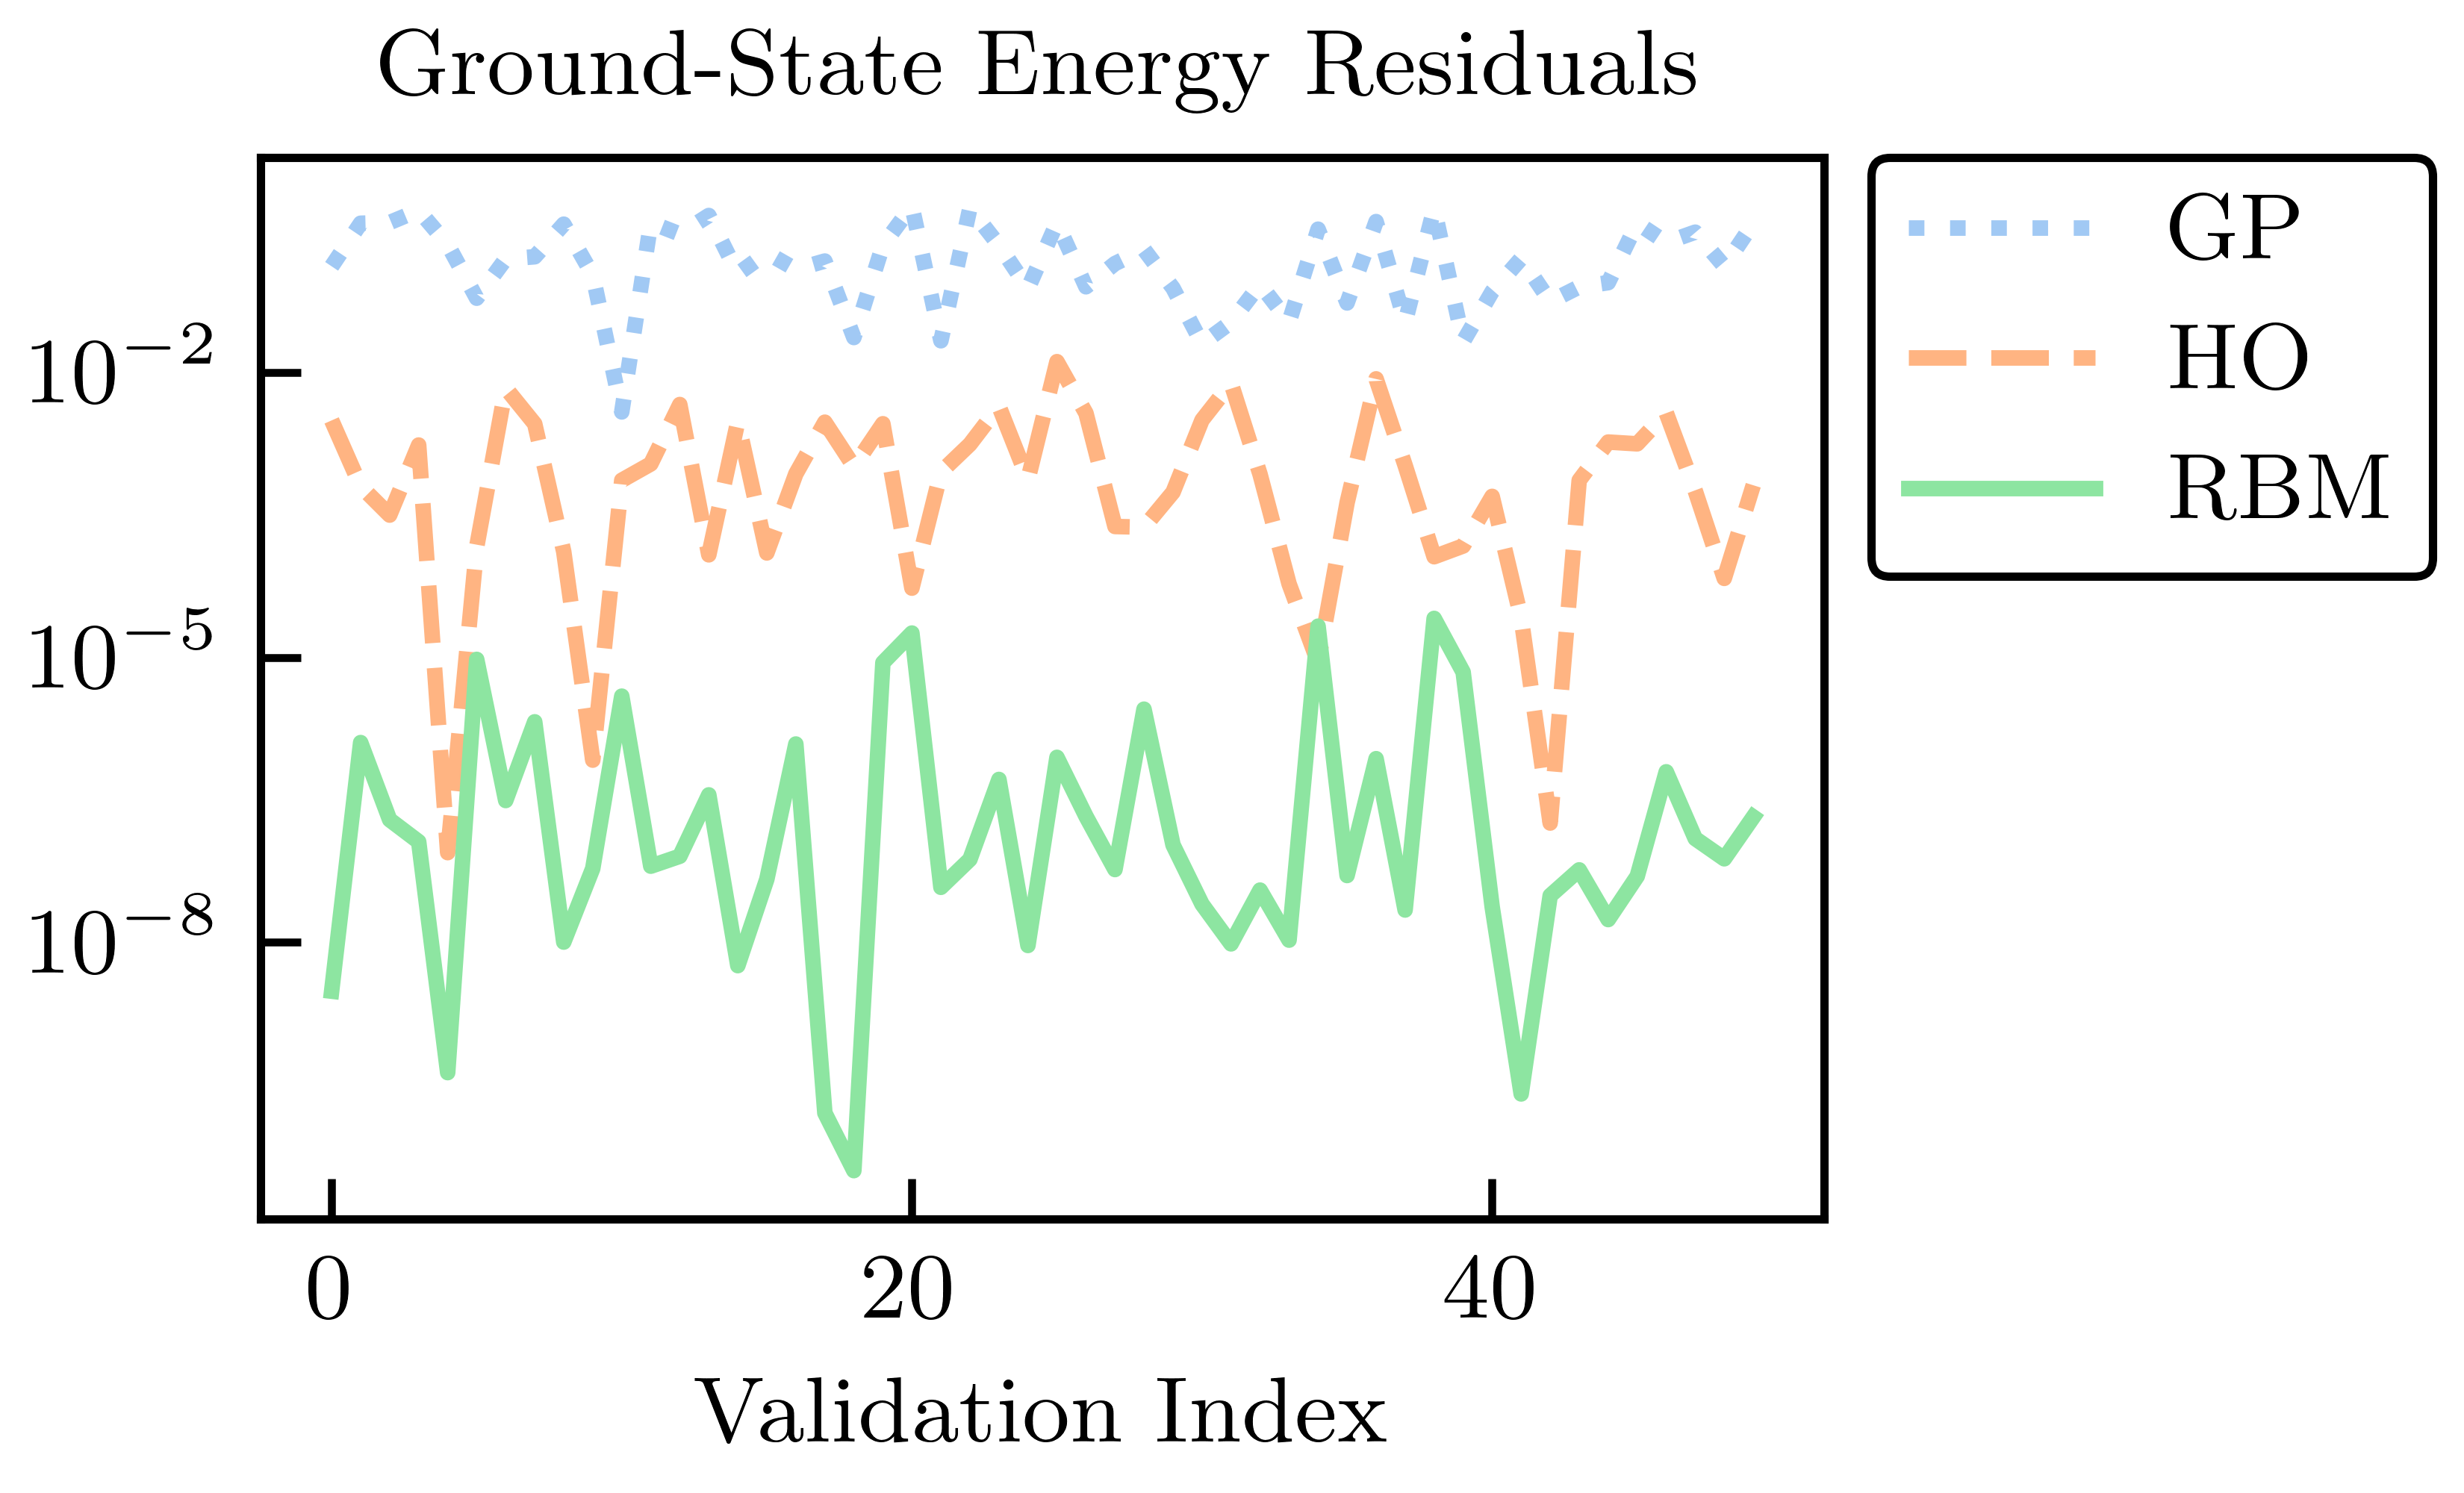 Ground-State Energy Residuals
GP
HO
RBM
10⁻²
10⁻⁵
10⁻⁸
0 20 40
Validation Index